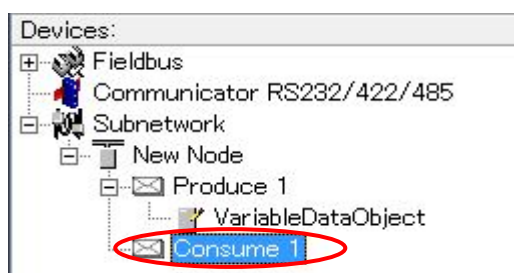 Devices:
Fieldbus
Communicator RS232/422/485
Subnetwork
New Node
Produce 1
VariableDataObject
Consume 1